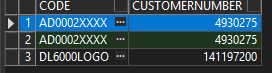 CODE CUSTOMERNUMBER
1 AD0002XXXX ••• 4930275
2 AD0002XXXX ••• 4930275
3 DL6000LOGO ••• 141197200